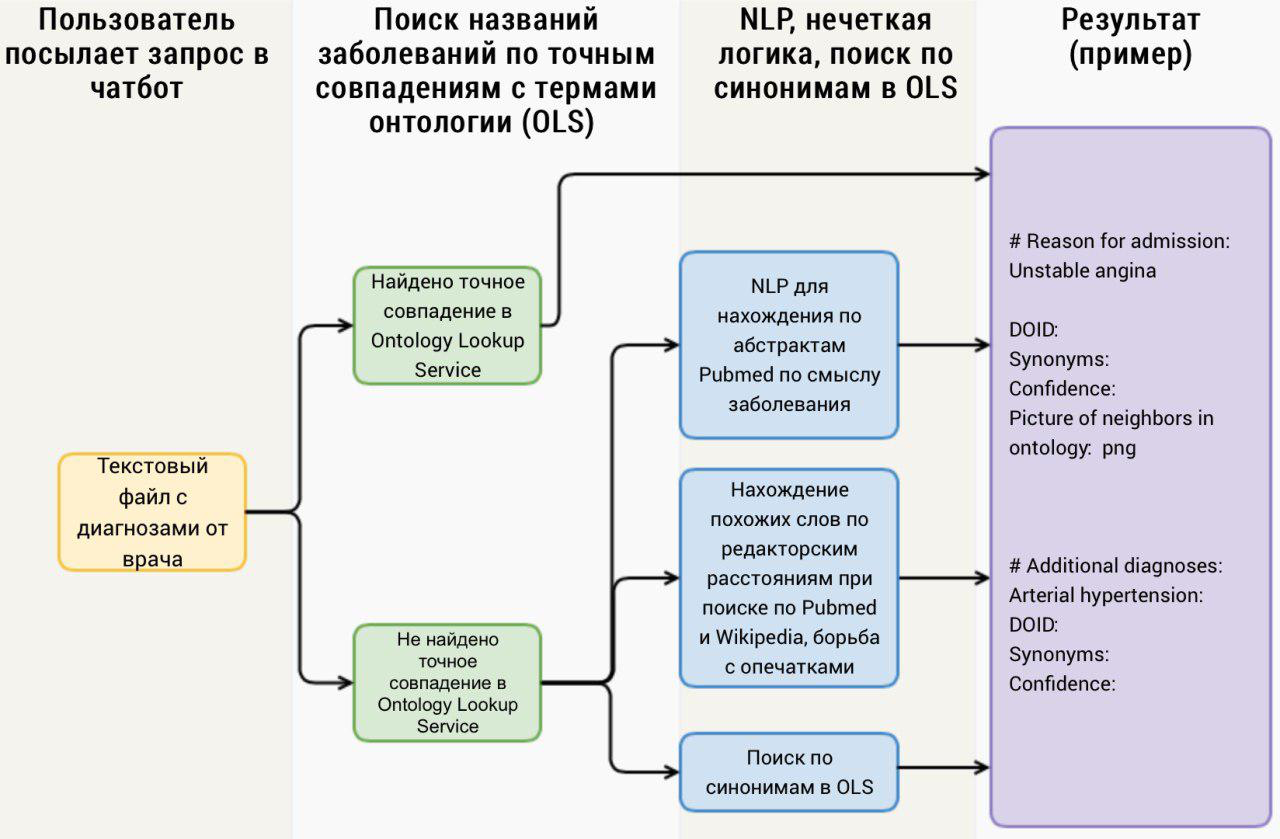 Пользователь
посылает запрос в
чатбот
Поиск названий
заболеваний по точным
совпадениям с термами
онтологии (OLS)
NLP, нечеткая
логика, поиск по
синонимам в OLS
Результат
(пример)
Текстовый
файл с
диагнозами от
врача
Найдено точное
совпадение в
Ontology Lookup
Service
Не найдено
точное
совпадение в
Ontology Lookup
Service
NLP для
нахождения по
абстрактам
Pubmed по смыслу
заболевания
Нахождение
похожих слов по
редакторским
расстояниям при
поиске по Pubmed
и Wikipedia, борьба
с опечатками
Поиск по
синонимам в OLS
# Reason for admission:
Unstable angina
DOID:
Synonyms:
Confidence:
Picture of neighbors in
ontology: png
# Additional diagnoses:
Arterial hypertension:
DOID:
Synonyms:
Confidence: